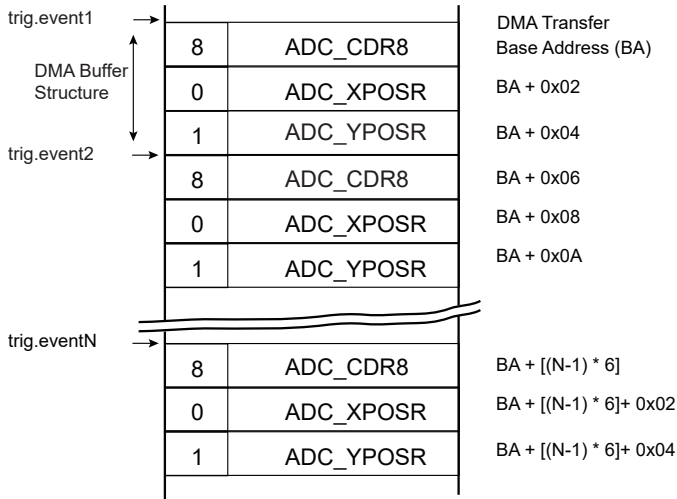 trig.event1
DMA Transfer
8 ADC_CDR8 Base Address (BA)
DMA Buffer
Structure
0 ADC_XPOSR BA + 0x02
1 ADC_YPOSR BA + 0x04
trig.event2
8 ADC_CDR8 BA + 0x06
0 ADC_XPOSR BA + 0x08
1 ADC_YPOSR BA + 0x0A
trig.eventN
8 ADC_CDR8 BA + [(N-1) * 6]
0 ADC_XPOSR BA + [(N-1) * 6]+ 0x02
1 ADC_YPOSR BA + [(N-1) * 6]+ 0x04